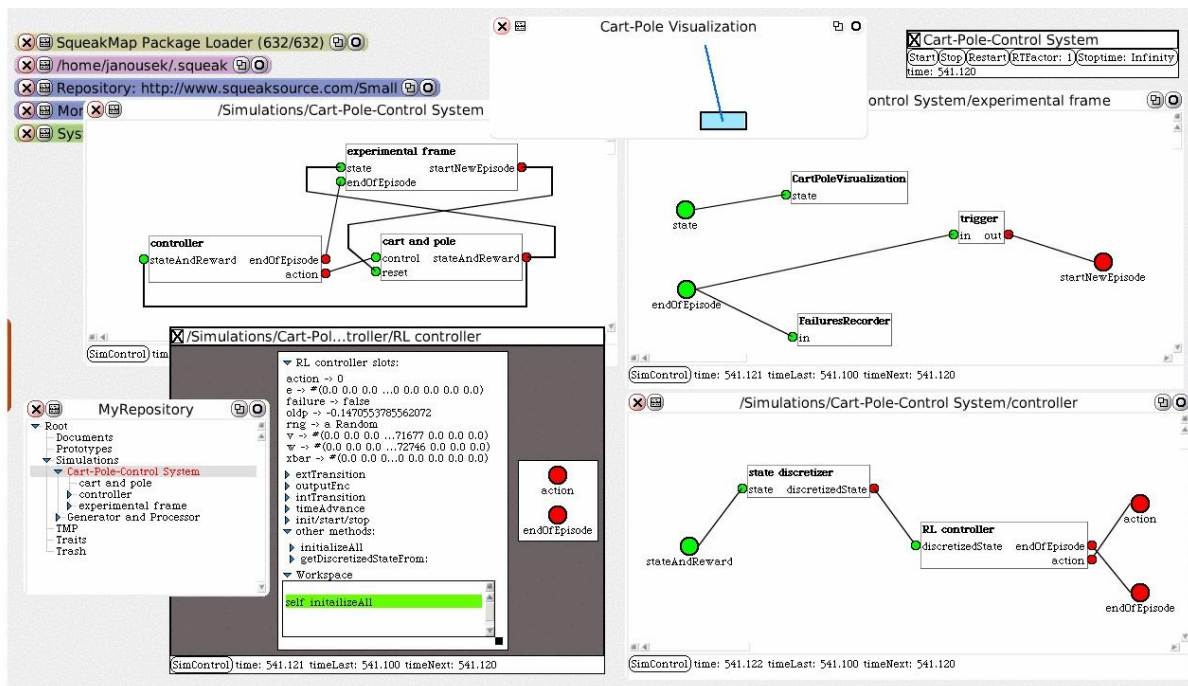 Cart-Pole Visualization
SqueakMap Package Loader (632/632)
/home/janousek/.squeak
Repository: http://www.squeaksource.com/Small
Mor
Sys
Cart-Pole-Control System
Start Stop Restart RTFactor: 1 Stoptime: Infinity
time: 541.120
/Simulations/Cart-Pole-Control System
experimental frame
state startNewEpisode
endOfEpisode
controller
stateAndReward endOfEpisode
action
cart and pole
control stateAndReward
reset
SimControl tim
ontrol System/experimental frame
CartPoleVisualization
state
state
trigger
in out
startNewEpisode
endOfEpisode
FailuresRecorder
in
SimControl time: 541.121 timeLast: 541.100 timeNext: 541.120
/Simulations/Cart-Pol...troller/RL controller
RL controller slots:
action -> 0
e -> #(0.0 0.0 0.0 ...0 0.0 0.0 0.0 0.0)
failure -> false
oldp -> -0.1470553785562072
rng -> a Random
v -> #(0.0 0.0 0.0 ...71677 0.0 0.0 0.0)
w -> #(0.0 0.0 0.0 ...72746 0.0 0.0 0.0)
xbar -> #(0.0 0.0 0...0 0.0 0.0 0.0 0.0)
extTransition
outputFnc
intTransition
timeAdvance
init/start/stop
other methods:
initializeAll
getDiscretizedStateFrom:
Workspace
self initailizeAll
action
endOfEpisode
SimControl time: 541.121 timeLast: 541.100 timeNext: 541.120
MyRepository
Root
Documents
Prototypes
Simulations
Cart-Pole-Control System
cart and pole
controller
experimental frame
Generator and Processor
TMP
Traits
Trash
/Simulations/Cart-Pole-Control System/controller
state discretizer
state discretizedState
stateAndReward
RL controller
discretizedState endOfEpisode
action
action
endOfEpisode
SimControl time: 541.122 timeLast: 541.100 timeNext: 541.120